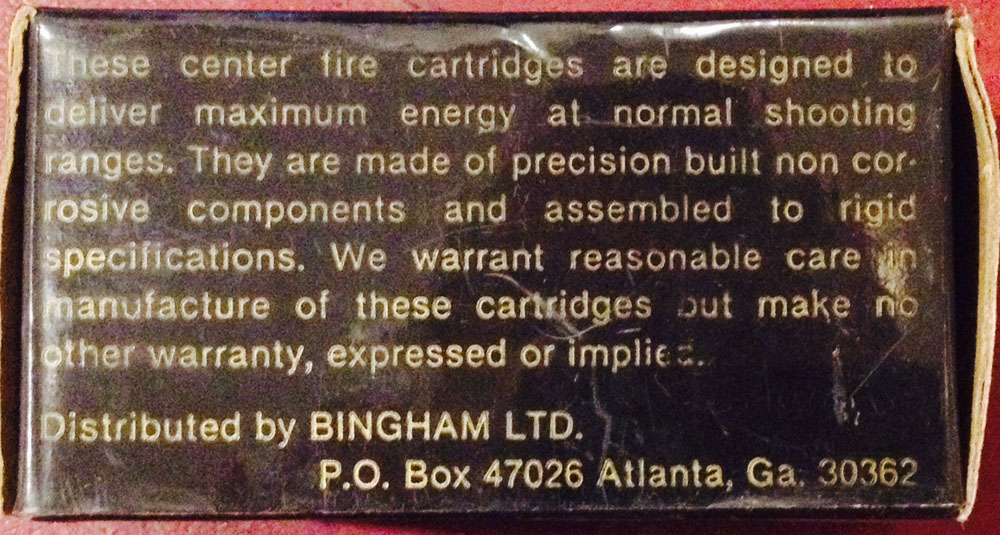 These center fire cartridges are designed to
deliver maximum energy at normal shooting
ranges. They are made of precision built non cor-
rosive components and assembled to rigid
specifications. We warrant reasonable care in
manufacture of these cartridges but make no
other warranty, expressed or implied.
Distributed by BINGHAM LTD.
P.O. Box 47026 Atlanta, Ga. 30362